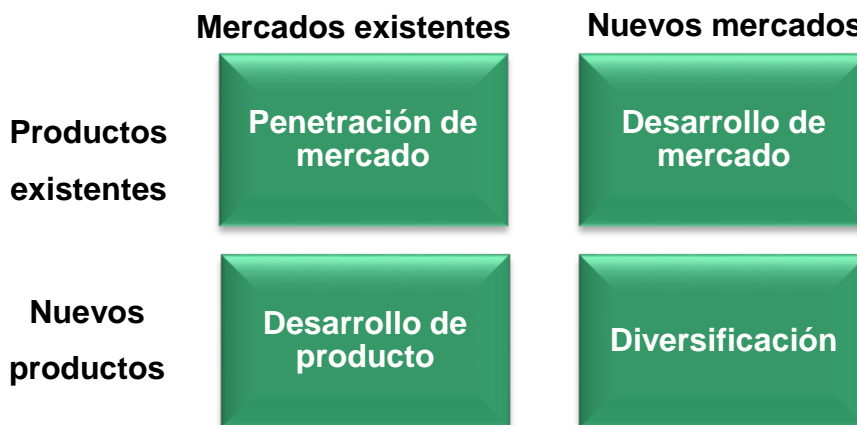 Mercados existentes
Nuevos mercados
Productos
existentes
Penetración de
mercado
Desarrollo de
mercado
Nuevos
productos
Desarrollo de
producto
Diversificación